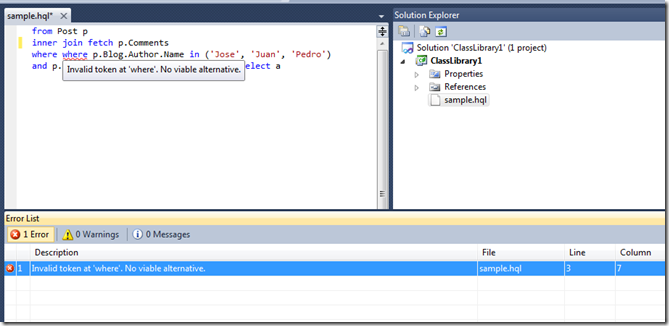 sample.hql*
from Post p
inner join fetch p.Comments
where where p.Blog.Author.Name in ('Jose', 'Juan', 'Pedro')
and p. elect a
Invalid token at 'where'. No viable alternative.
Solution Explorer
Solution 'ClassLibrary1' (1 project)
ClassLibrary1
Properties
References
sample.hql
Error List
1 Error 0 Warnings 0 Messages
Description File Line Column
1 Invalid token at 'where'. No viable alternative. sample.hql 3 7